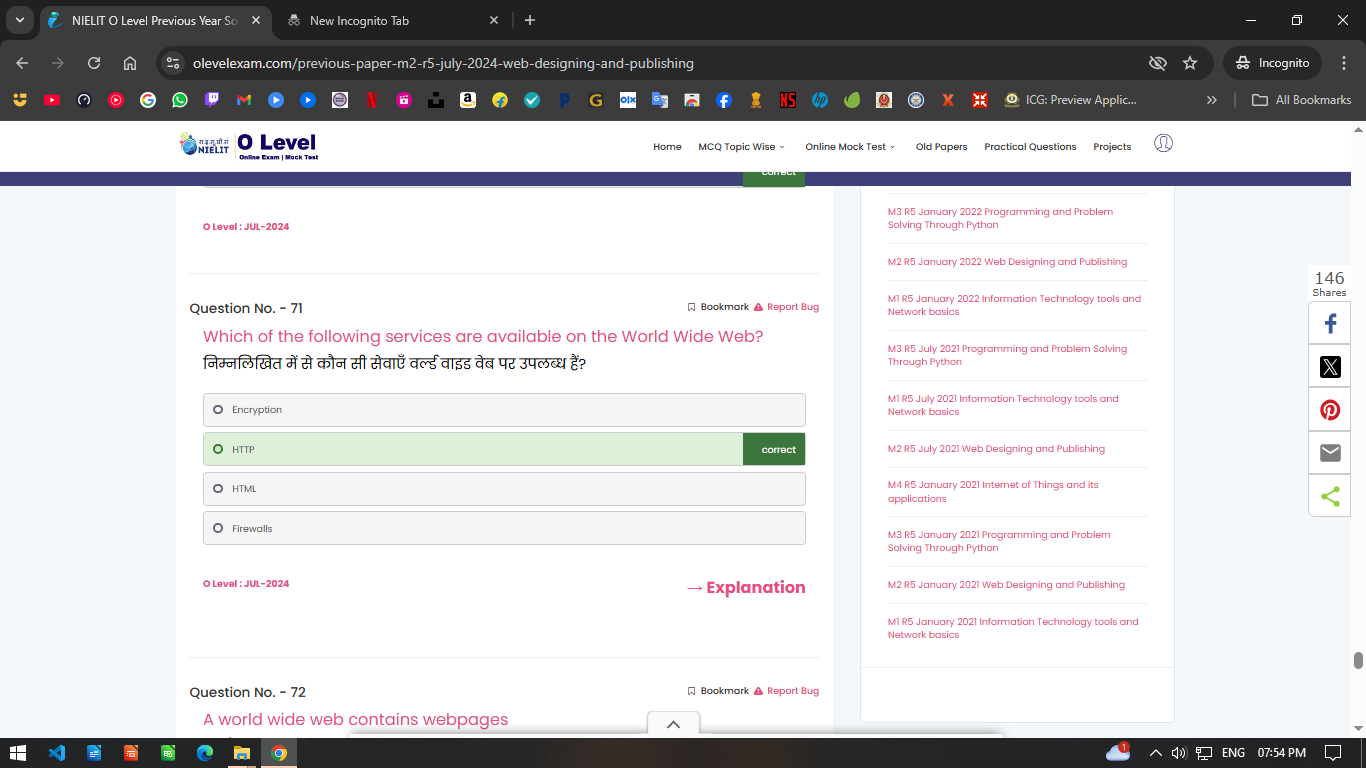 NIELIT O Level Previous Year So
New Incognito Tab
olevelexam.com/previous-paper-m2-r5-july-2024-web-designing-and-publishing
Incognito
ICG: Preview Applic...
All Bookmarks
NIELIT
O Level
Online Exam | Mock Test
Home
MCQ Topic Wise
Online Mock Test
Old Papers
Practical Questions
Projects
correct
O Level : JUL-2024
Question No. - 71
Bookmark
Report Bug
Which of the following services are available on the World Wide Web?
निम्नलिखित में से कौन सी सेवाएँ वर्ल्ड वाइड वेब पर उपलब्ध हैं?
Encryption
HTTP
correct
HTML
Firewalls
O Level : JUL-2024
→ Explanation
Question No. - 72
Bookmark
Report Bug
A world wide web contains webpages
M3 R5 January 2022 Programming and Problem
Solving Through Python
M2 R5 January 2022 Web Designing and Publishing
M1 R5 January 2022 Information Technology tools and
Network basics
M3 R5 July 2021 Programming and Problem Solving
Through Python
M1 R5 July 2021 Information Technology tools and
Network basics
M2 R5 July 2021 Web Designing and Publishing
M4 R5 January 2021 Internet of Things and its
applications
M3 R5 January 2021 Programming and Problem
Solving Through Python
M2 R5 January 2021 Web Designing and Publishing
M1 R5 January 2021 Information Technology tools and
Network basics
146
Shares
1
ENG
07:54 PM